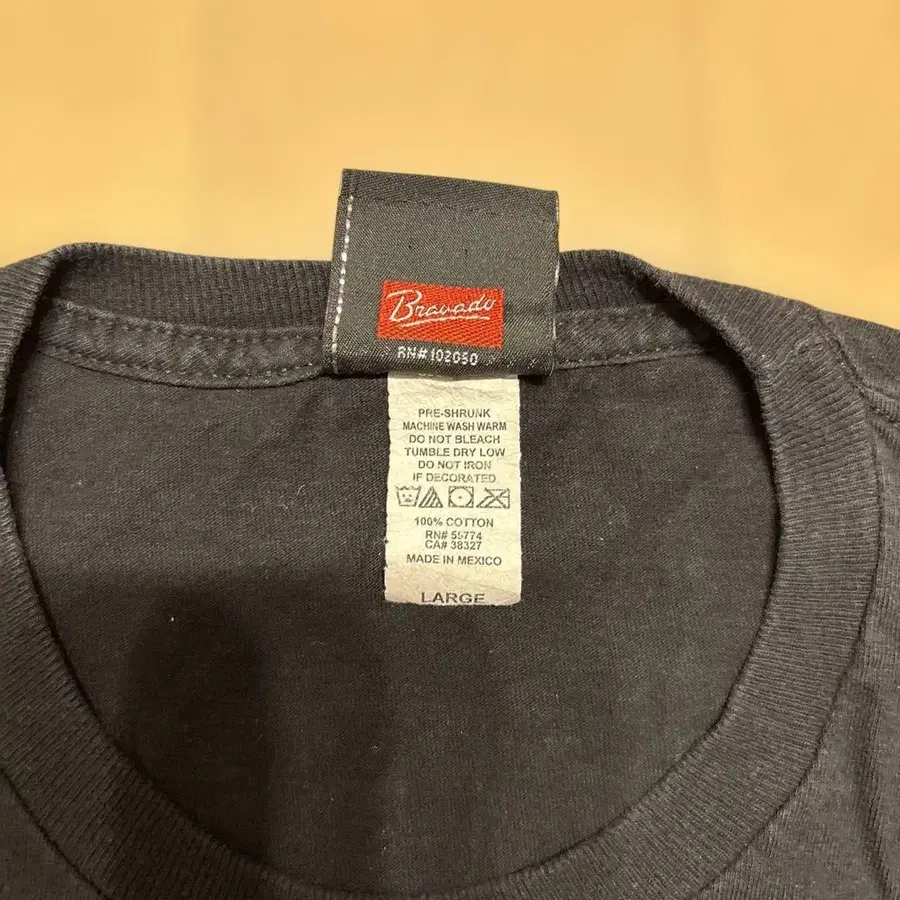 Bravado
RN# 102050
PRE-SHRUNK
MACHINE WASH WARM
DO NOT BLEACH
TUMBLE DRY LOW
DO NOT IRON
IF DECORATED
100% COTTON
RN# 55774
CA# 38327
MADE IN MEXICO
LARGE